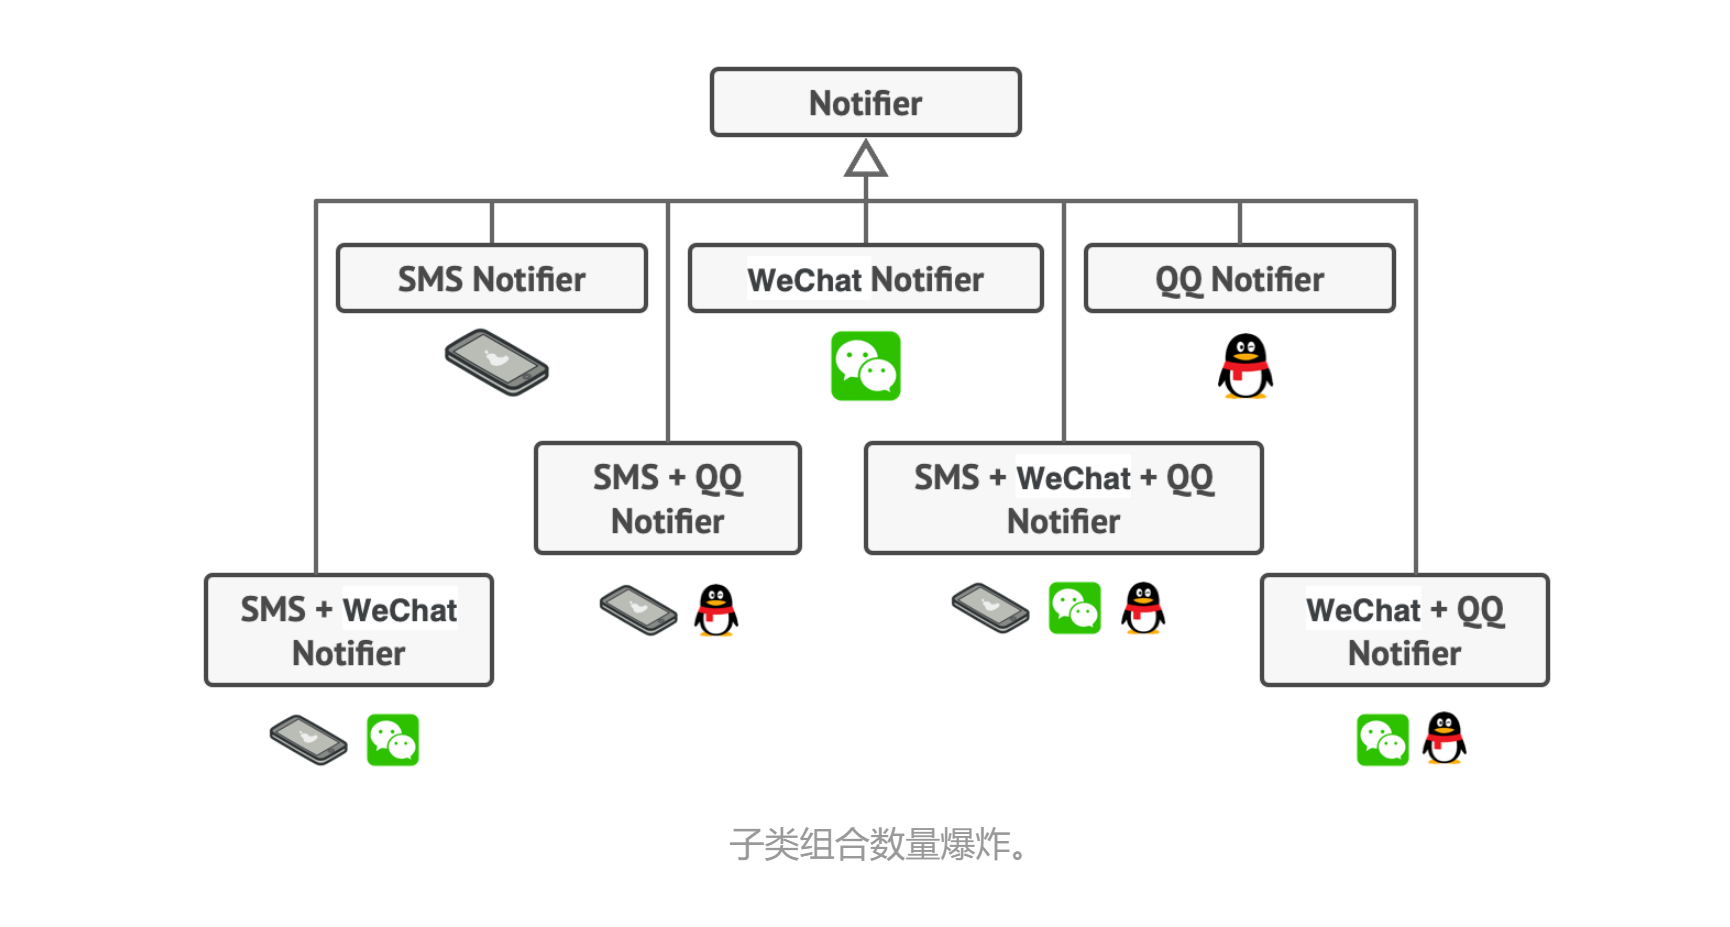 Notifier
SMS Notifier
WeChat Notifier
QQ Notifier
SMS + QQ
Notifier
SMS + WeChat + QQ
Notifier
SMS + WeChat
Notifier
WeChat + QQ
Notifier
子类组合数量爆炸。